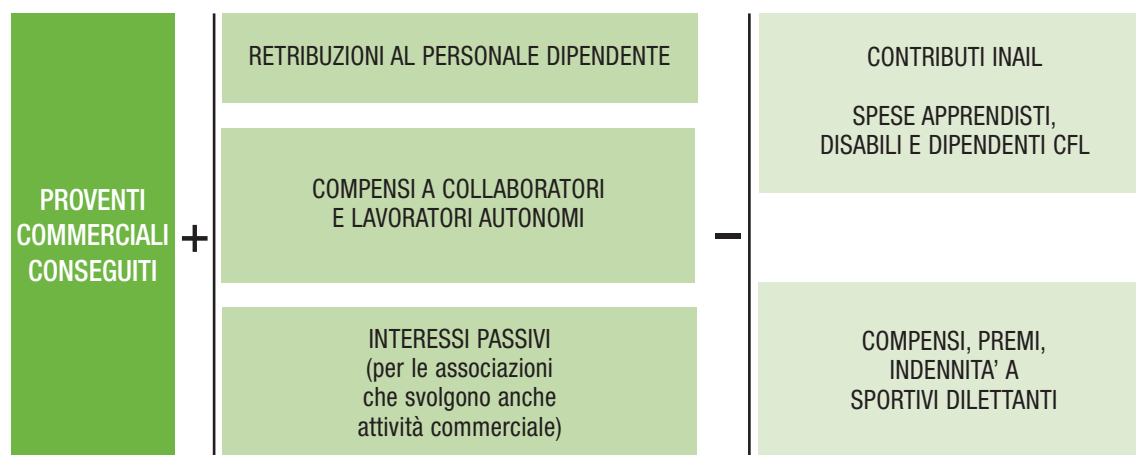 PROVENTI
COMMERCIALI
CONSEGUITI
+
RETRIBUZIONI AL PERSONALE DIPENDENTE
COMPENSI A COLLABORATORI
E LAVORATORI AUTONOMI
INTERESSI PASSIVI
(per le associazioni
che svolgono anche
attività commerciale)
–
CONTRIBUTI INAIL
SPESE APPRENDISTI,
DISABILI E DIPENDENTI CFL
COMPENSI, PREMI,
INDENNITA’ A
SPORTIVI DILETTANTI